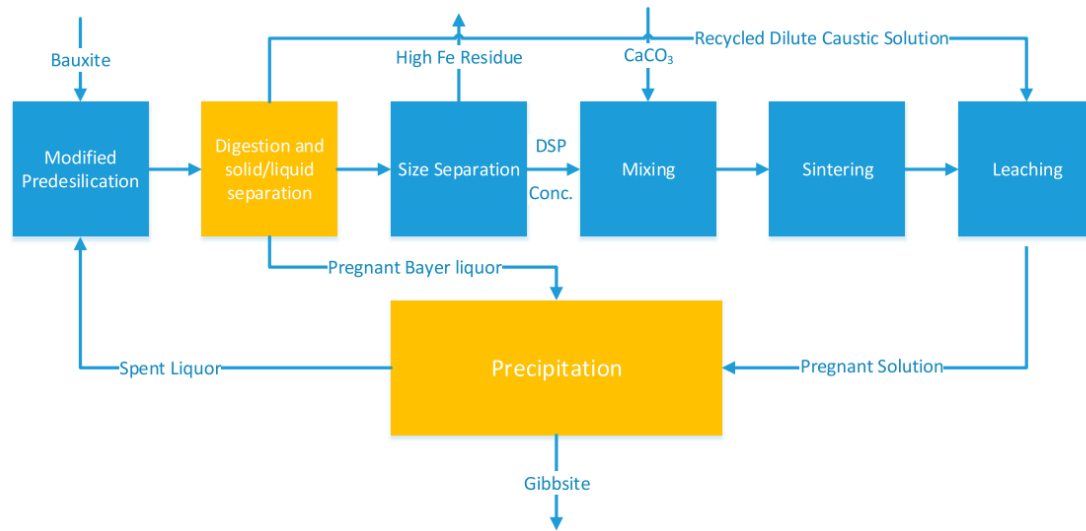 Recycled Dilute Caustic Solution
Bauxite
High Fe Residue
CaCO₃
Modified
Predesilication
Digestion and
solid/liquid
separation
Size Separation
DSP
Conc.
Mixing
Sintering
Leaching
Pregnant Bayer liquor
Spent Liquor
Precipitation
Pregnant Solution
Gibbsite